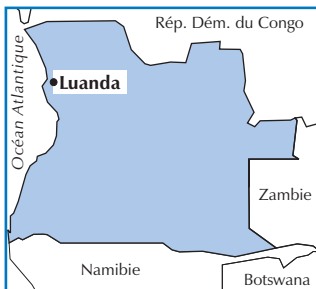 Rép. Dém. du Congo
Océan Atlantique
Luanda
Zambie
Namibie
Botswana